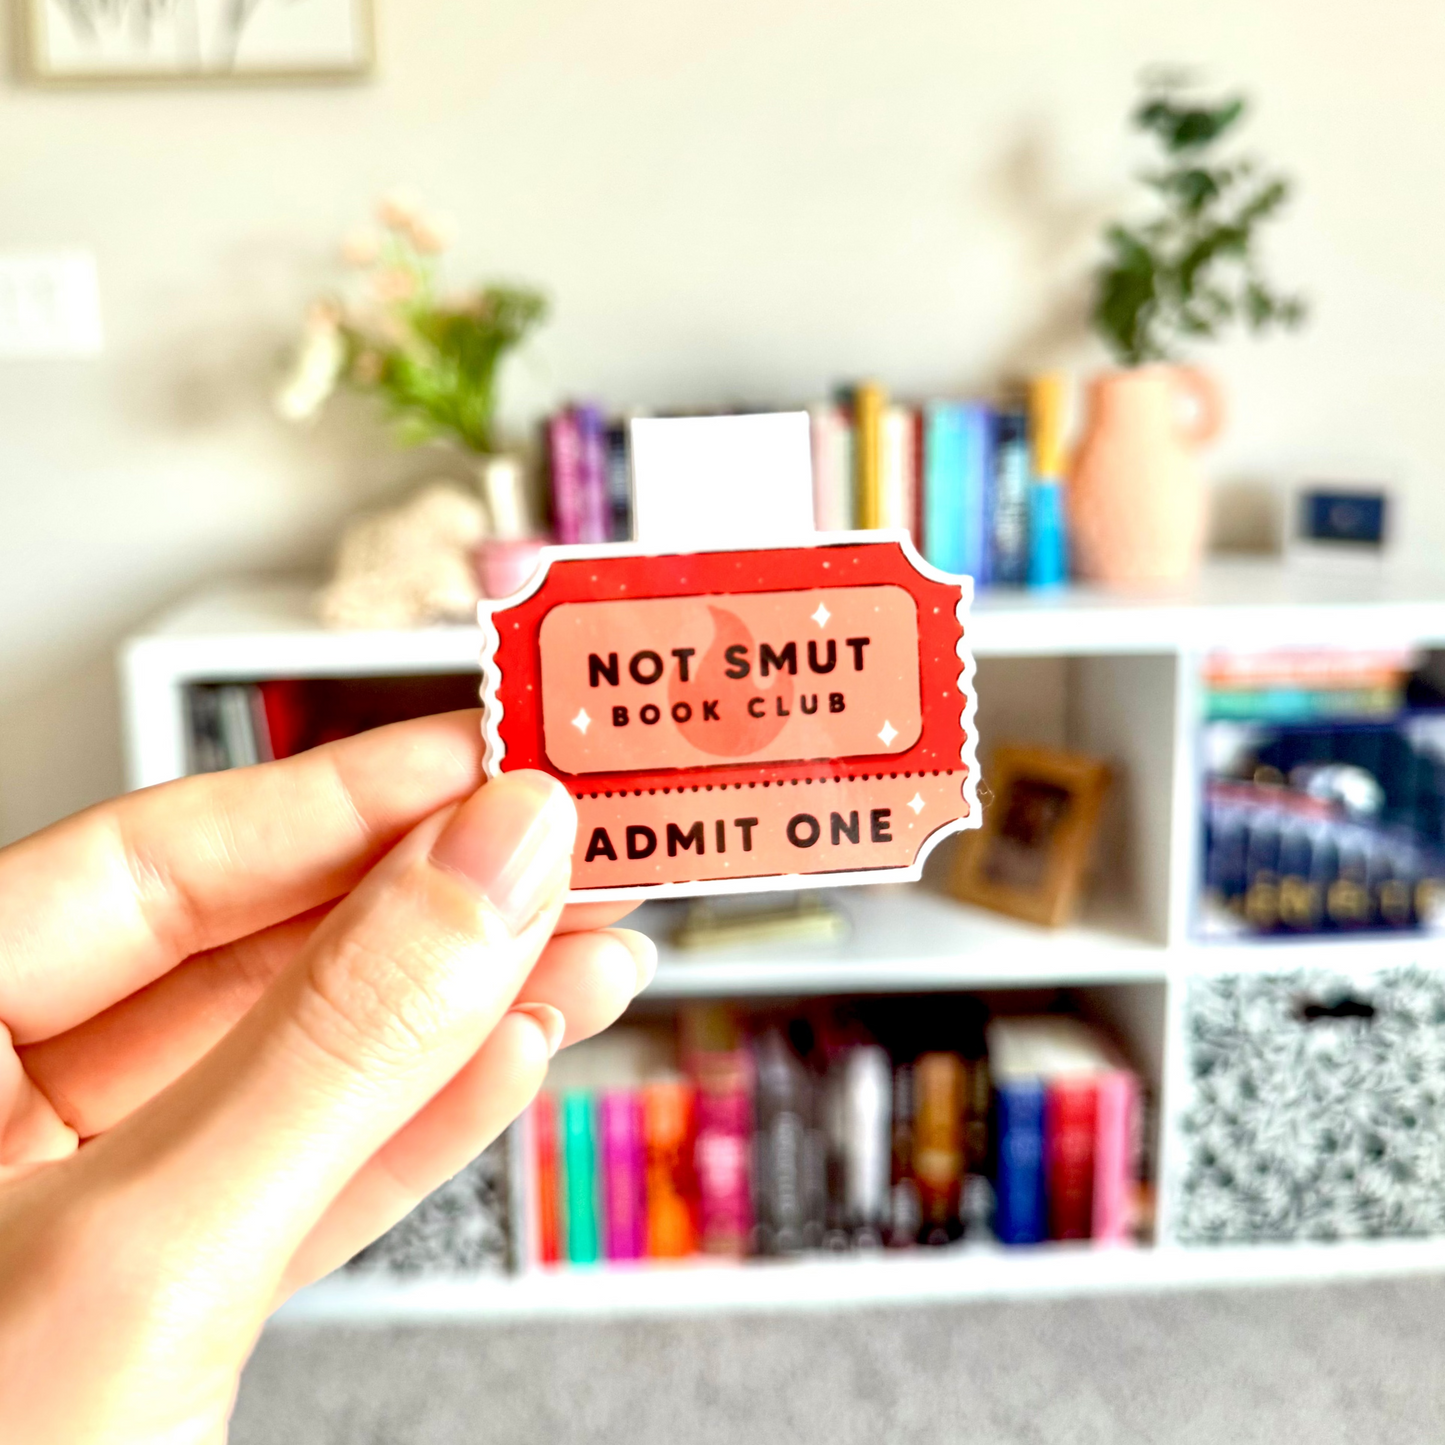 NOT SMUT
BOOK CLUB
ADMIT ONE